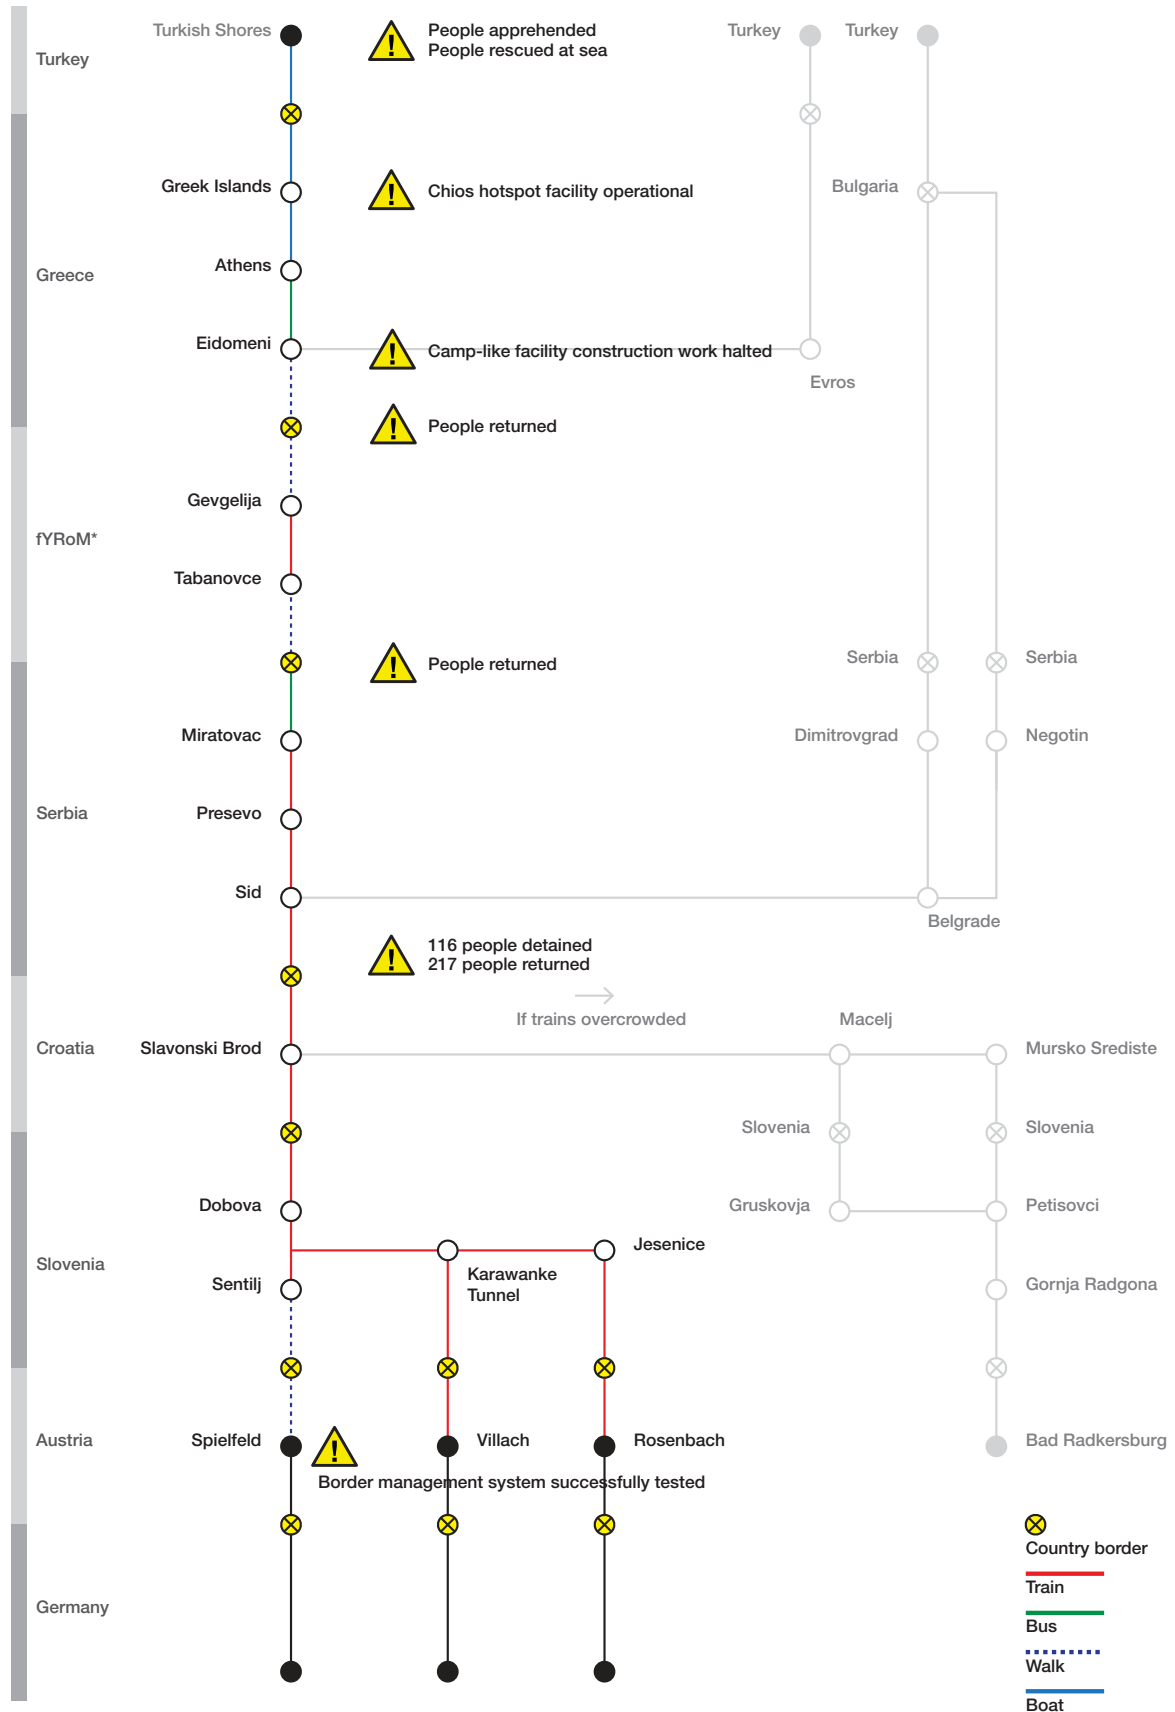 Turkish Shores
People apprehended
People rescued at sea
Turkey
Turkey
Turkey
Greek Islands
Chios hotspot facility operational
Bulgaria
Athens
Greece
Eidomeni
Camp-like facility construction work halted
Evros
People returned
Gevgelija
fYRoM*
Tabanovce
People returned
Serbia
Serbia
Miratovac
Dimitrovgrad
Negotin
Serbia
Presevo
Sid
Belgrade
116 people detained
217 people returned
If trains overcrowded
Macelj
Croatia
Slavonski Brod
Mursko Srediste
Slovenia
Slovenia
Dobova
Gruskovja
Petisovci
Jesenice
Slovenia
Karawanke
Tunnel
Sentilj
Gornja Radgona
Austria
Spielfeld
Villach
Rosenbach
Bad Radkersburg
Border management system successfully tested
Country border
Train
Germany
Bus
Walk
Boat